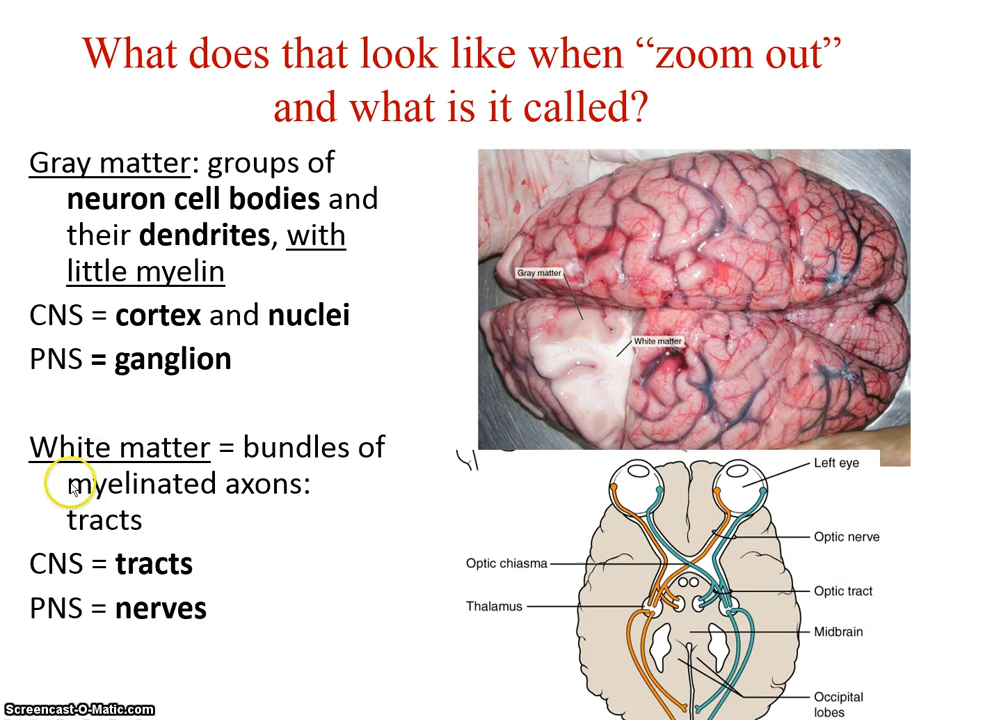 What does that look like when “zoom out”
and what is it called?
Gray matter: groups of
neuron cell bodies and
their dendrites, with
little myelin
CNS = cortex and nuclei
PNS = ganglion
White matter = bundles of
myelinated axons:
tracts
CNS = tracts
PNS = nerves
Gray matter
White matter
Left eye
Optic nerve
Optic chiasma
Optic tract
Thalamus
Midbrain
Occipital
lobes
Screencast-O-Matic.com